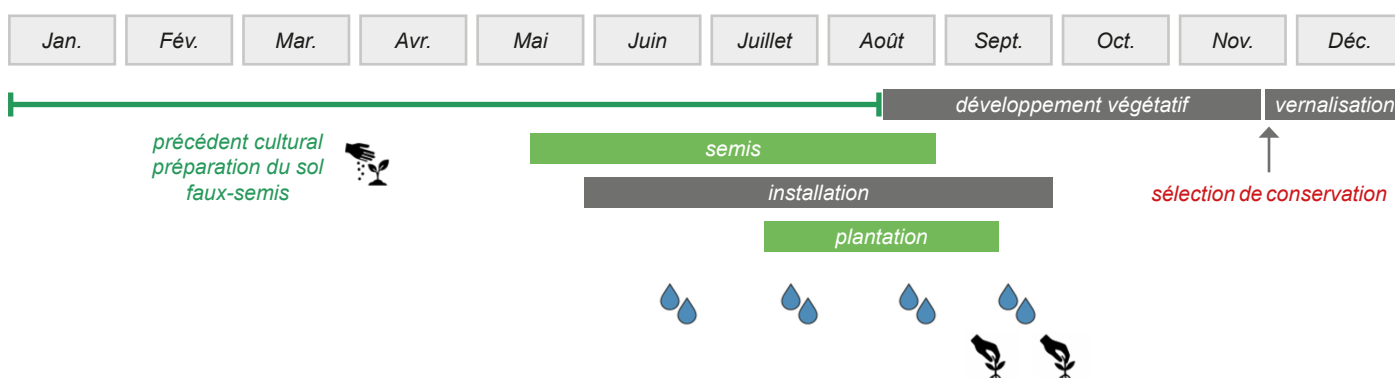 Jan.
Fév.
Mar.
Avr.
Mai
Juin
Juillet
Août
Sept.
Oct.
Nov.
Déc.
développement végétatif
vernalisation
précédent cultural
préparation du sol
faux-semis
semis
installation
sélection de conservation
plantation